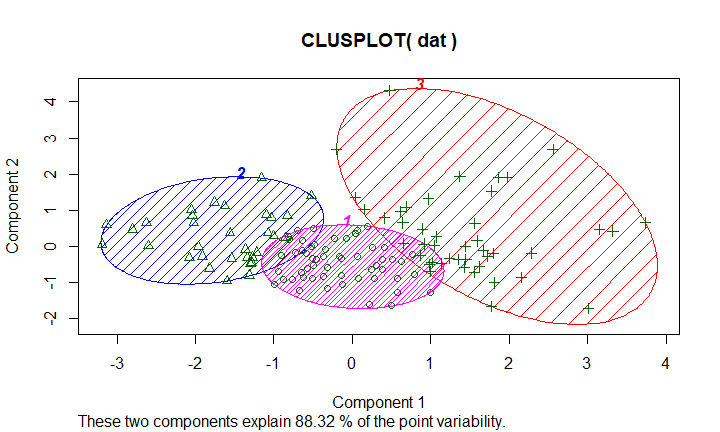 CLUSPLOT( dat )
3
2
1
Component 2
4
3
2
1
0
-1
-2
-3 -2 -1 0 1 2 3 4
Component 1
These two components explain 88.32 % of the point variability.